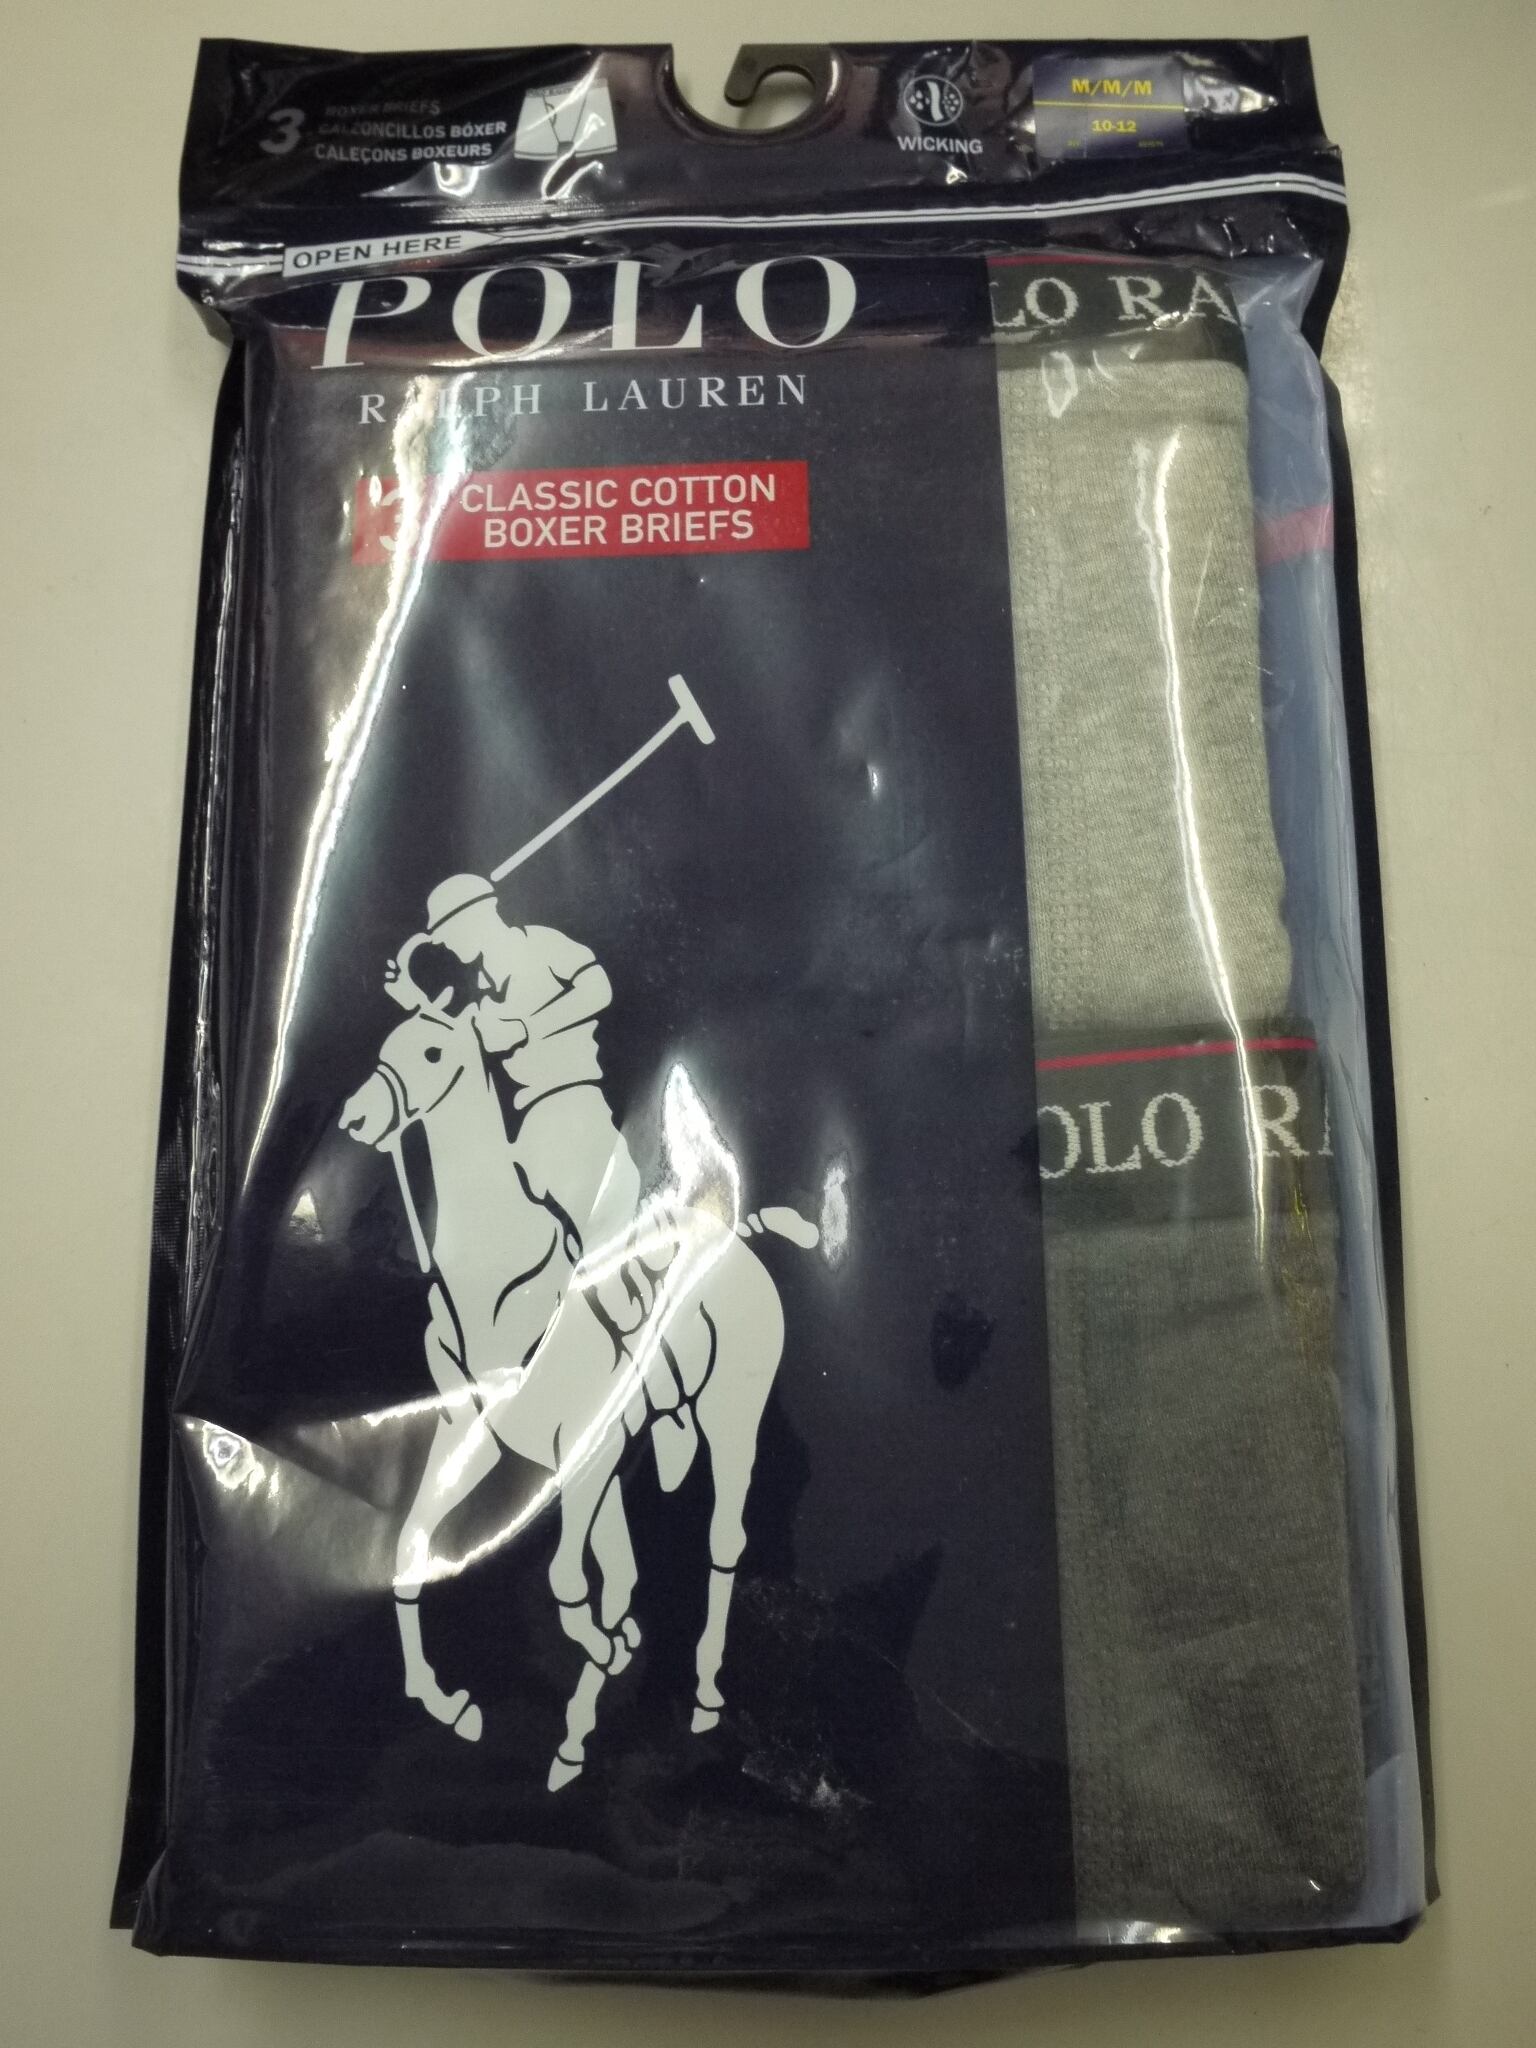 3
BOXER BRIEFS
CALZONCILLOS BÓXER
CALEÇONS BOXEURS
WICKING
M/M/M
10-12
OPEN HERE
POLO
RALPH LAUREN
3 CLASSIC COTTON
BOXER BRIEFS
LO RA
OLO R